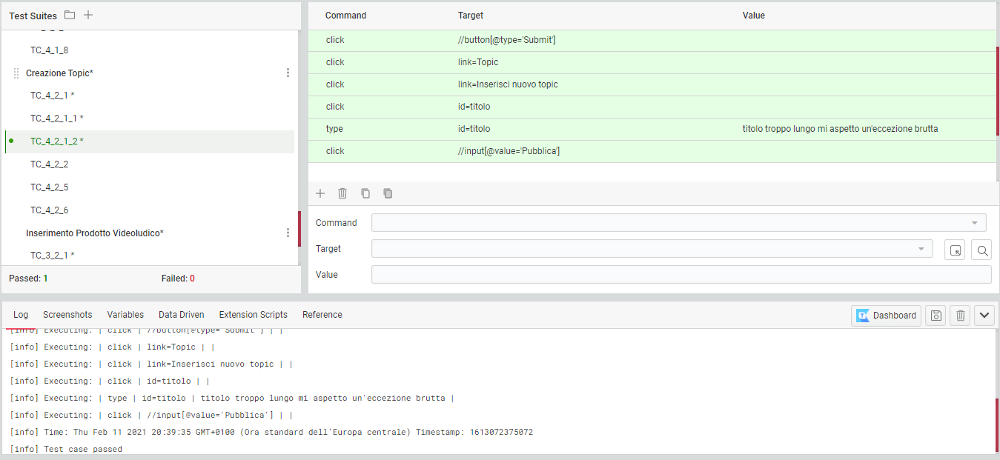 Test Suites
TC_4_1_8
Creazione Topic*
TC_4_2_1 *
TC_4_2_1_1 *
TC_4_2_1_2 *
TC_4_2_2
TC_4_2_5
TC_4_2_6
Inserimento Prodotto Videoludico*
TC_3_2_1 *
Passed: 1 Failed: 0
Command Target Value
click //button[@type='Submit']
click link=Topic
click link=Inserisci nuovo topic
click id=titolo
type id=titolo titolo troppo lungo mi aspetto un'eccezione brutta
click //input[@value='Pubblica']
Command
Target
Value
Log Screenshots Variables Data Driven Extension Scripts Reference Dashboard
[info] Executing: | click | //button[@type='Submit'] | |
[info] Executing: | click | link=Topic | |
[info] Executing: | click | link=Inserisci nuovo topic | |
[info] Executing: | click | id=titolo | |
[info] Executing: | type | id=titolo | titolo troppo lungo mi aspetto un'eccezione brutta |
[info] Executing: | click | //input[@value='Pubblica'] | |
[info] Time: Thu Feb 11 2021 20:39:35 GMT+0100 (Ora standard dell'Europa centrale) Timestamp: 1613072375072
[info] Test case passed